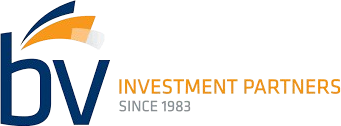 bv
INVESTMENT PARTNERS
SINCE 1983